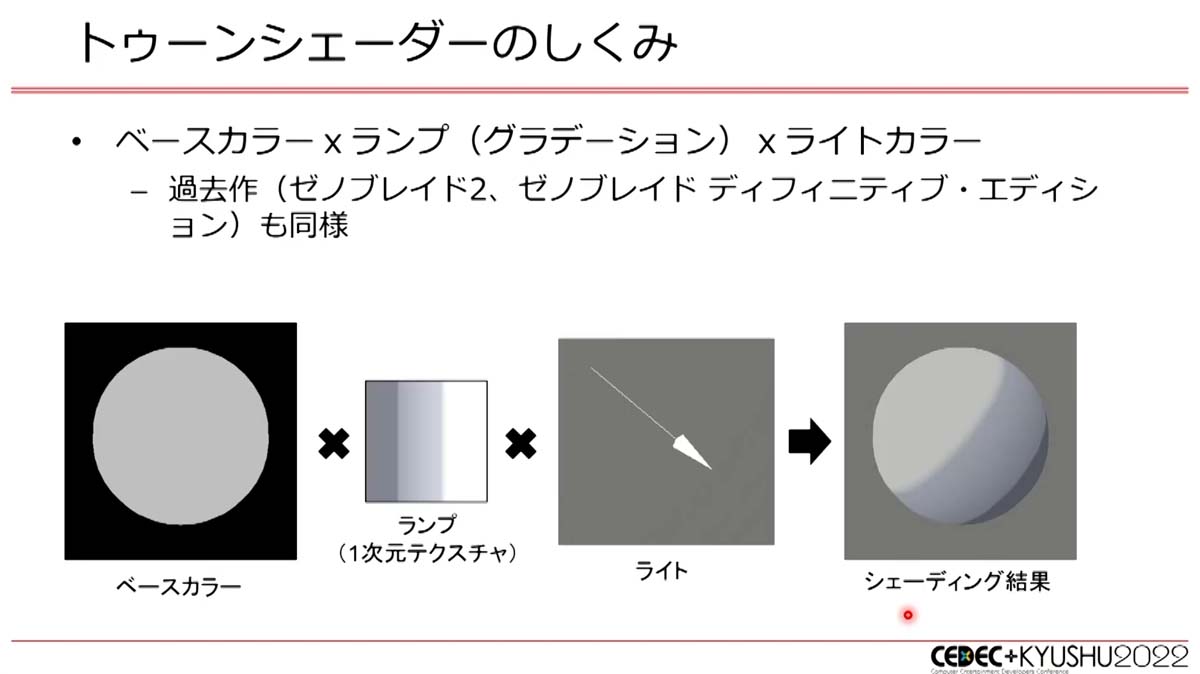 トゥーンシェーダーのしくみ
• ベースカラー x ランプ（グラデーション） x ライトカラー
– 過去作（ゼノブレイド2、ゼノブレイド ディフィニティブ・エディシ
ョン）も同様
ランプ
（1次元テクスチャ）
ベースカラー
ライト
シェーディング結果
CEDEC+KYUSHU2022
Computer Entertainment Developers Conference